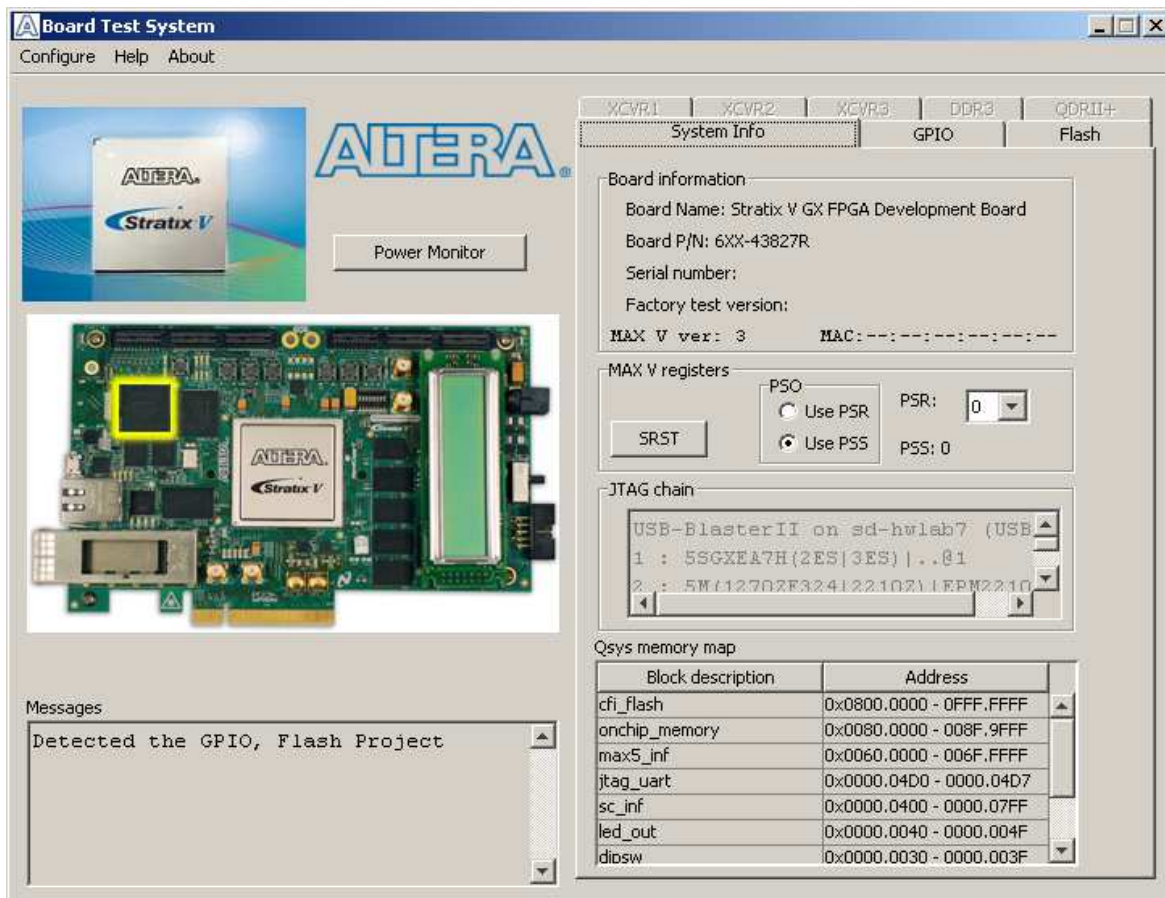 Board Test System
Configure Help About
ALTERA.
Stratix V
ALTERA®
Power Monitor
ALTERA.
Stratix V
Messages
Detected the GPIO, Flash Project
XCVR1 XCVR2 XCVR3 DDR3 QDRII+
System Info GPIO Flash
Board information
Board Name: Stratix V GX FPGA Development Board
Board P/N: 6XX-43827R
Serial number:
Factory test version:
MAX V ver: 3 MAC:--:--:--:--:--:--
MAX V registers
SRST
PSO
Use PSR
Use PSS
PSR: 0
PSS: 0
JTAG chain
USB-BlasterII on sd-hwlab7 (USB
1 : 5SGXEA7H(2ES|3ES)|..@1
2 : 5M(1270ZF324|2210Z)|EPM2210
Qsys memory map
Block description Address
cfi_flash 0x0800.0000 - 0FFF.FFFF
onchip_memory 0x0080.0000 - 008F.9FFF
max5_inf 0x0060.0000 - 006F.FFFF
jtag_uart 0x0000.04D0 - 0000.04D7
sc_inf 0x0000.0400 - 0000.07FF
led_out 0x0000.0040 - 0000.004F
dipsw 0x0000.0030 - 0000.003F